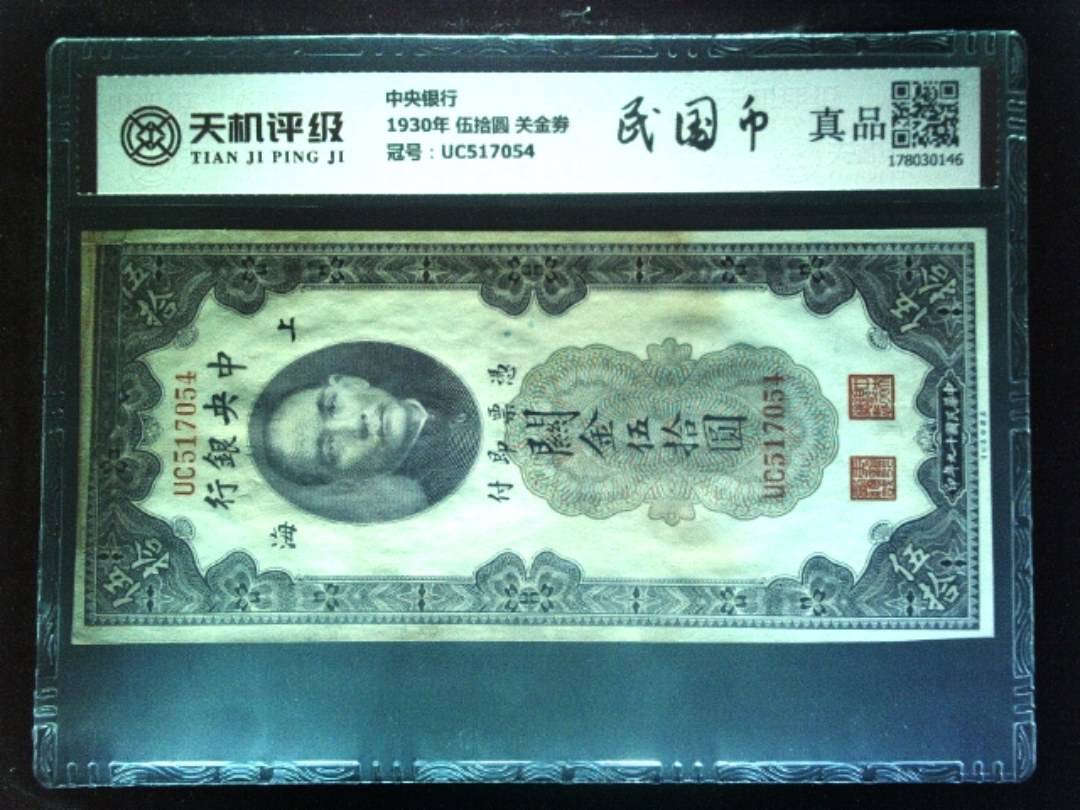 天机评级
TIAN JI PING JI
中央银行
1930年 伍拾圆 关金券
冠号：UC517054
民国币
真品
178030146
上海
中央銀行
UC517054
憑票即付
關金伍拾圓
UC517054
伍拾
伍拾
伍拾
伍拾